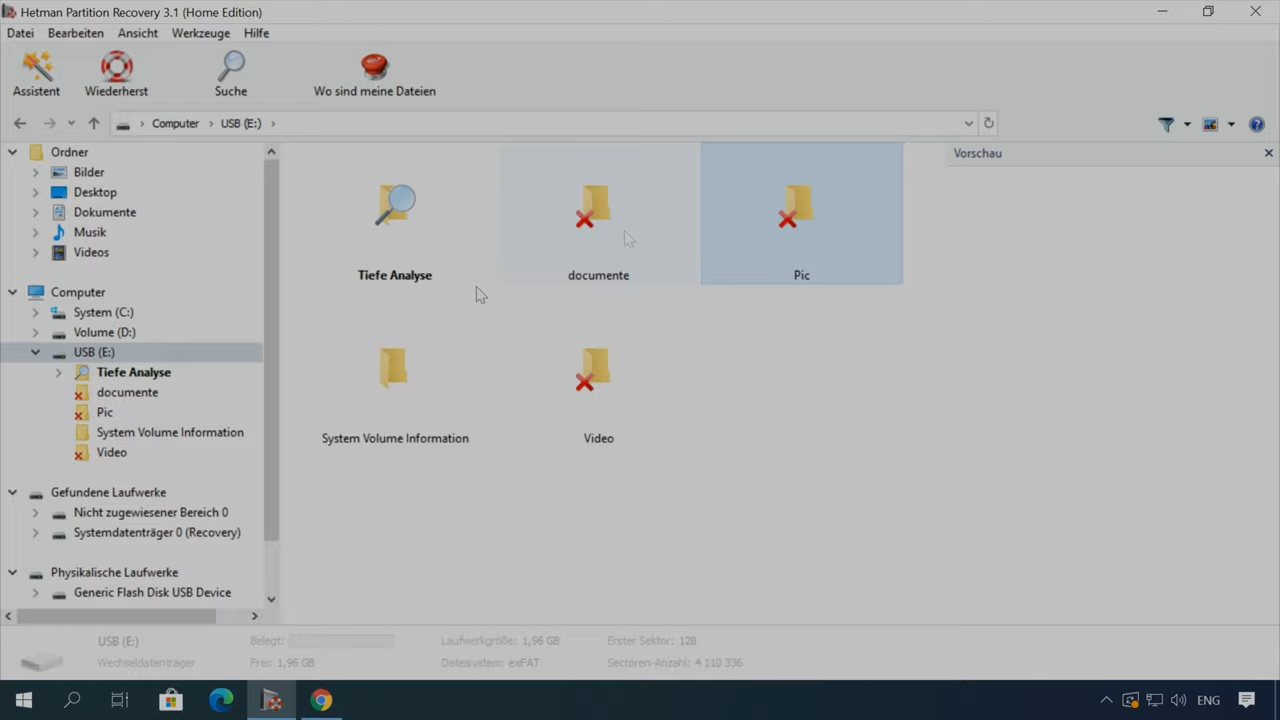 Hetman Partition Recovery 3.1 (Home Edition)
Datei Bearbeiten Ansicht Werkzeuge Hilfe
Assistent Wiederherst Suche Wo sind meine Dateien
Computer USB (E:)
Ordner
Bilder
Desktop
Dokumente
Musik
Videos
Computer
System (C:)
Volume (D:)
USB (E:)
Tiefe Analyse
documente
Pic
System Volume Information
Video
Gefundene Laufwerke
Nicht zugewiesener Bereich 0
Systemdatenträger 0 (Recovery)
Physikalische Laufwerke
Generic Flash Disk USB Device
Tiefe Analyse documente Pic
System Volume Information Video
Vorschau
USB (E:) Belegt: Laufwerkgröße: 1,96 GB Erster Sektor: 128
Wechseldatenträger Frei: 1,96 GB Dateisystem: exFAT Sectoren-Anzahl: 4 110 336
ENG